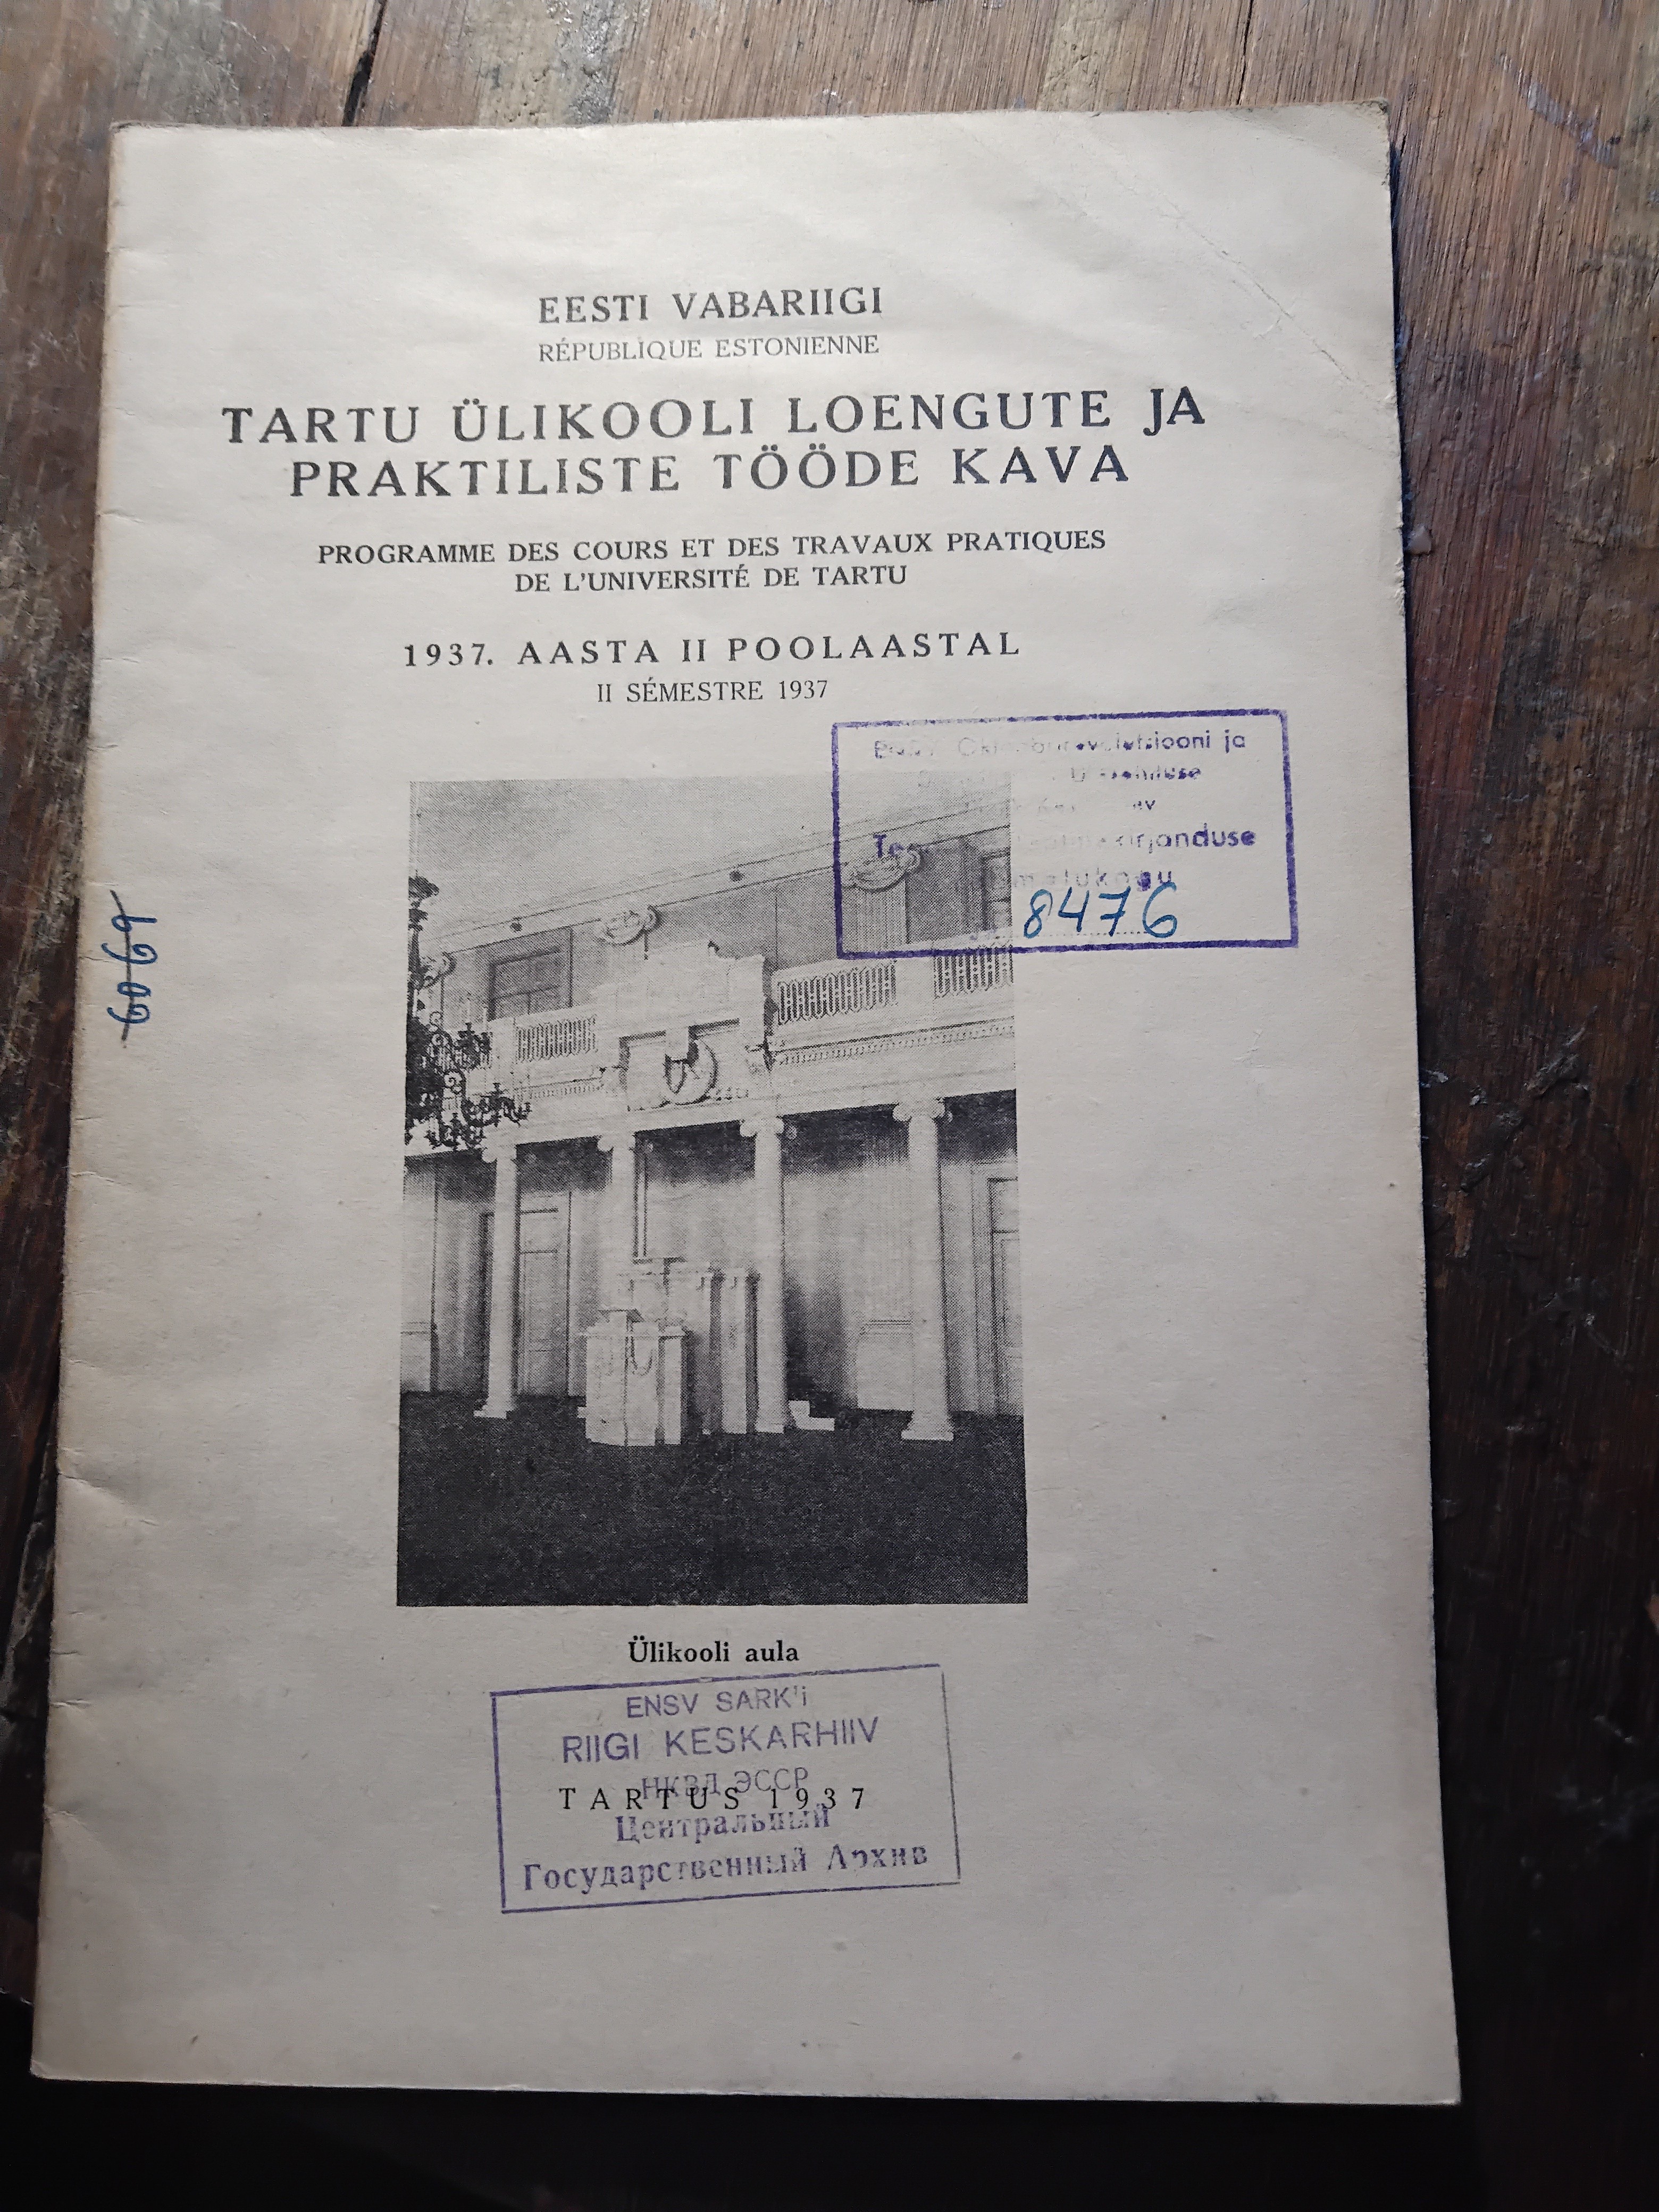 EESTI VABARIIGI
RÉPUBLIQUE ESTONIENNE
TARTU ÜLIKOOLI LOENGUTE JA
PRAKTILISTE TÖÖDE KAVA
PROGRAMME DES COURS ET DES TRAVAUX PRATIQUES
DE L'UNIVERSITÉ DE TARTU
1937. AASTA II POOLAASTAL
II SÉMESTRE 1937
ja
8476
6069
Ülikooli aula
ENSV SARK'i
RIIGI KESKARHIIV
НКВД ЭССР
TARTUS 1937
Центральный
Государственный Архив